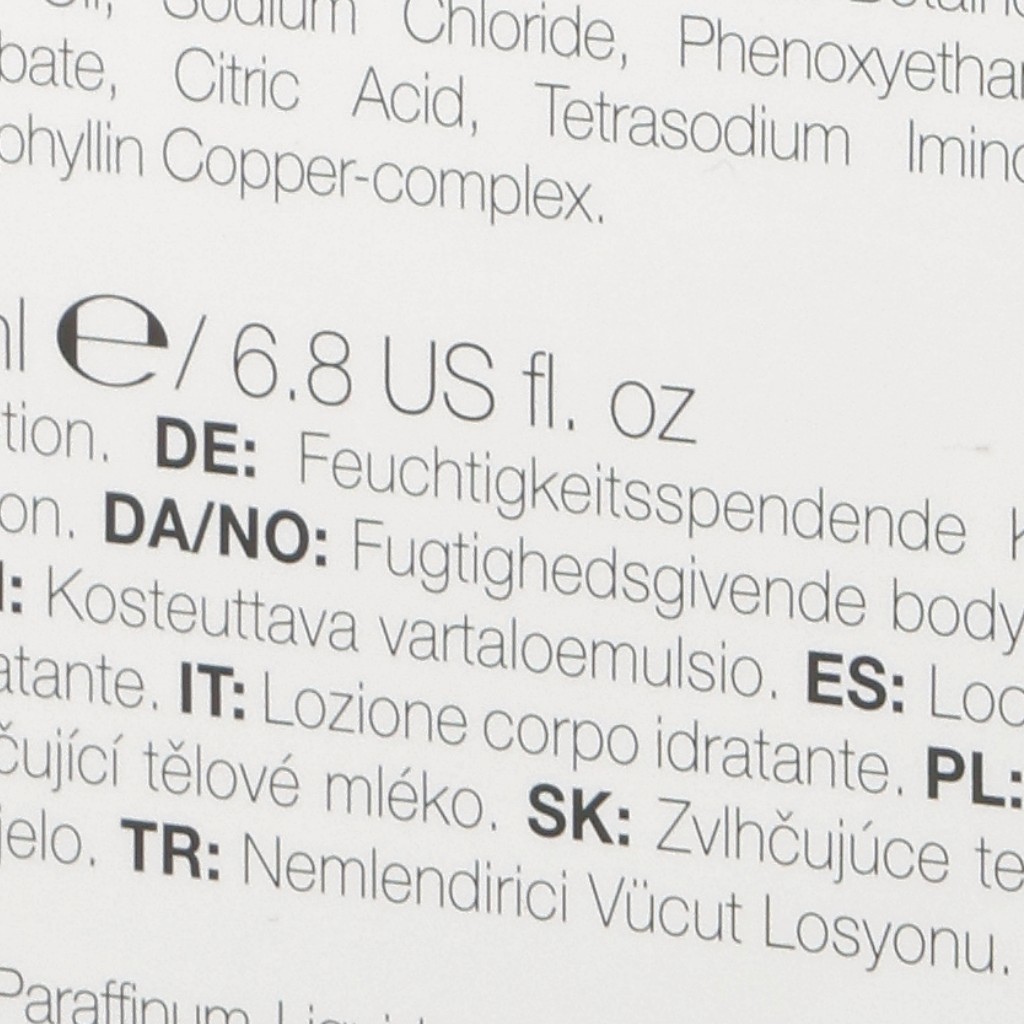 Sodium Chloride, Phenoxyethan
bate, Citric Acid, Tetrasodium Imino
ophyllin Copper-complex.
ml ℮/ 6.8 US fl. oz
tion. DE: Feuchtigkeitsspendende K
on. DA/NO: Fugtighedsgivende body
I: Kosteuttava vartaloemulsio. ES: Loc
atante. IT: Lozione corpo idratante. PL:
čující tělové mléko. SK: Zvlhčujúce te
jelo. TR: Nemlendirici Vücut Losyonu.
Paraffinum